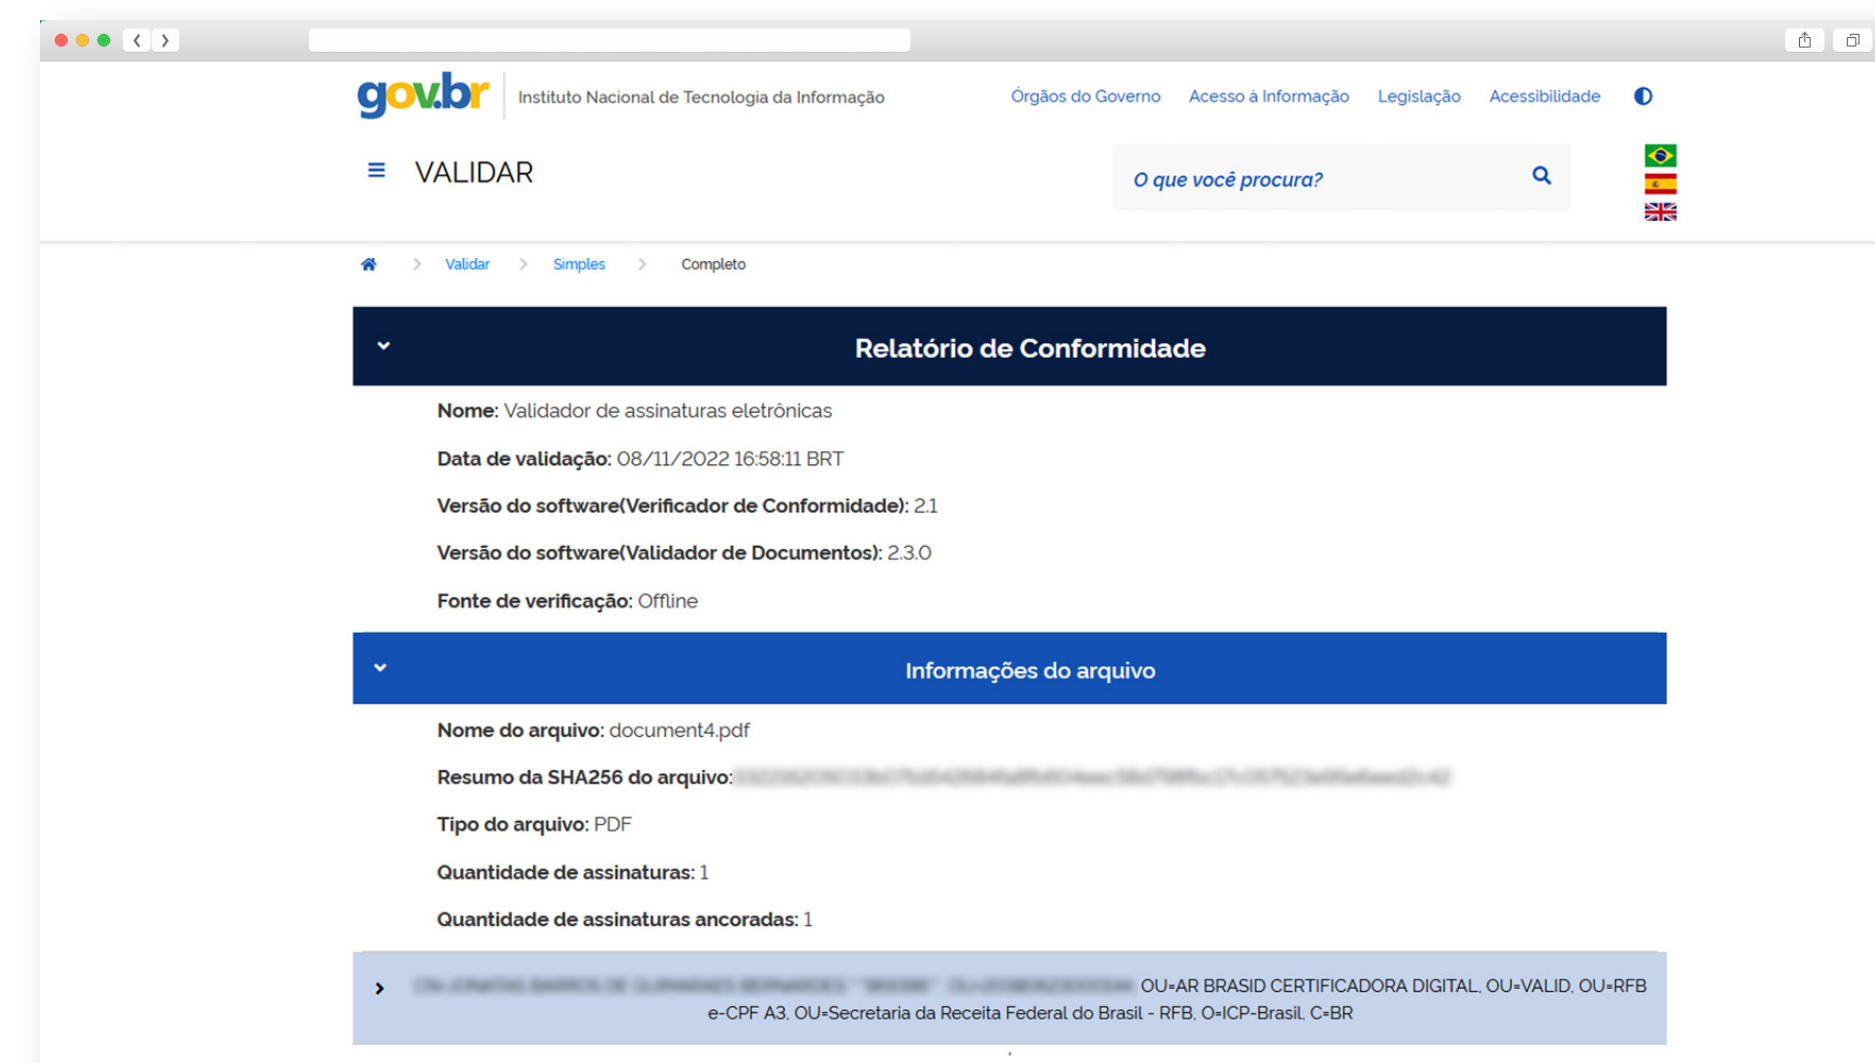 gov.br
Instituto Nacional de Tecnologia da Informação
Órgãos do Governo Acesso à Informação Legislação Acessibilidade
VALIDAR
O que você procura?
Validar > Simples > Completo
Relatório de Conformidade
Nome: Validador de assinaturas eletrônicas
Data de validação: 08/11/2022 16:58:11 BRT
Versão do software(Verificador de Conformidade): 2.1
Versão do software(Validador de Documentos): 2.3.0
Fonte de verificação: Offline
Informações do arquivo
Nome do arquivo: document4.pdf
Resumo da SHA256 do arquivo:
Tipo do arquivo: PDF
Quantidade de assinaturas: 1
Quantidade de assinaturas ancoradas: 1
OU=AR BRASID CERTIFICADORA DIGITAL, OU=VALID, OU=RFB
e-CPF A3, OU=Secretaria da Receita Federal do Brasil - RFB, O=ICP-Brasil, C=BR